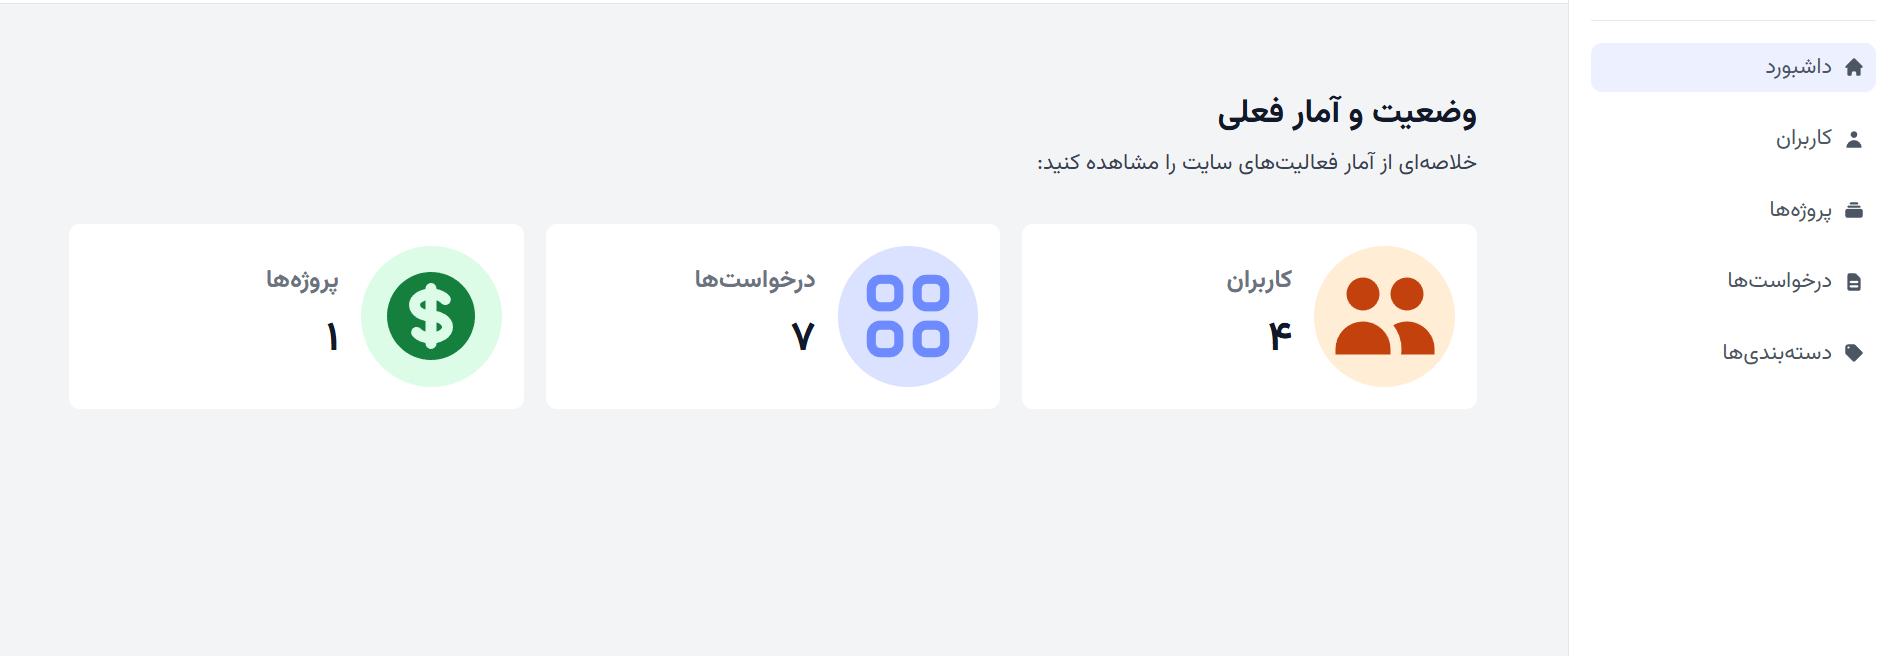 داشبورد
کاربران
پروژه‌ها
درخواست‌ها
دسته‌بندی‌ها
وضعیت و آمار فعلی
خلاصه‌ای از آمار فعالیت‌های سایت را مشاهده کنید:
کاربران
۴
درخواست‌ها
۷
پروژه‌ها
۱